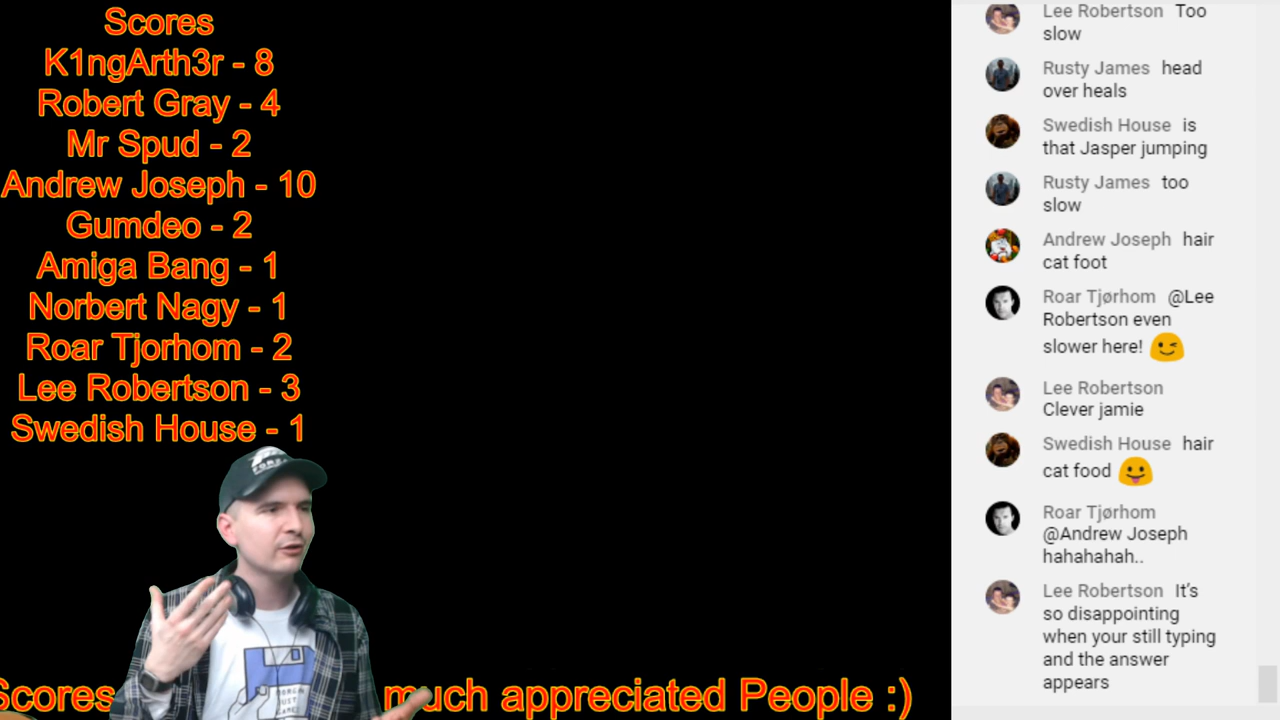 Scores
K1ngArth3r - 8
Robert Gray - 4
Mr Spud - 2
Andrew Joseph - 10
Gumdeo - 2
Amiga Bang - 1
Norbert Nagy - 1
Roar Tjorhom - 2
Lee Robertson - 3
Swedish House - 1
Scores
much appreciated People :)
Lee Robertson Too
slow
Rusty James head
over heals
Swedish House is
that Jasper jumping
Rusty James too
slow
Andrew Joseph hair
cat foot
Roar Tjørhom @Lee
Robertson even
slower here!
Lee Robertson
Clever jamie
Swedish House hair
cat food
Roar Tjørhom
@Andrew Joseph
hahahahah..
Lee Robertson It's
so disappointing
when your still typing
and the answer
appears